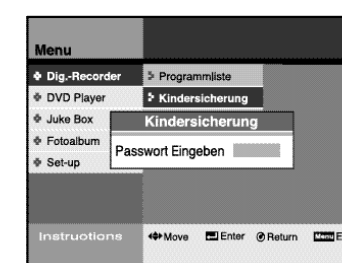 Menu
Dig.-Recorder
Programmliste
DVD Player
Kindersicherung
Juke Box
Kindersicherung
Fotoalbum
Passwort Eingeben
Set-up
Instructions
Move Enter Return Menu E